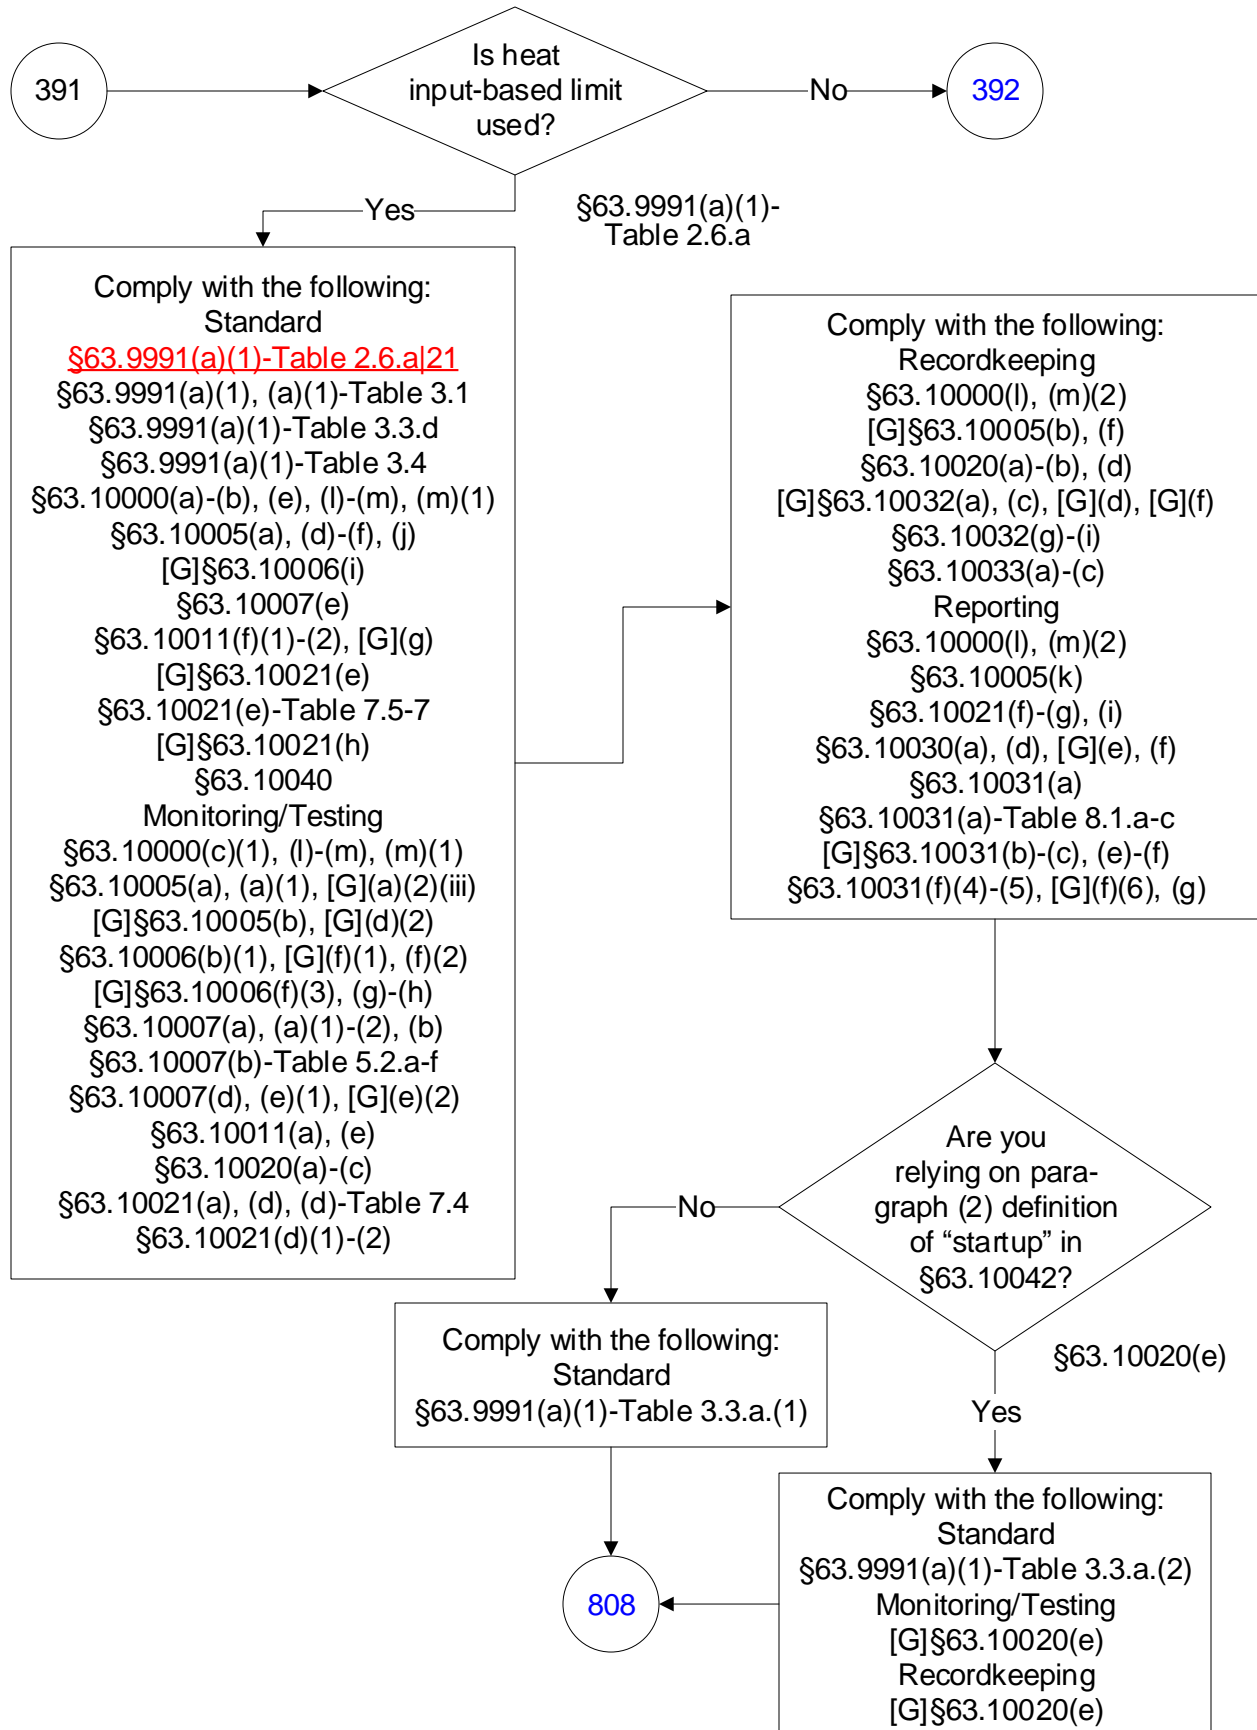 391
Is heat
input-based limit
used?
No
392
Yes
§63.9991(a)(1)-
Table 2.6.a
Comply with the following:
Standard
§63.9991(a)(1)-Table 2.6.a|21
§63.9991(a)(1), (a)(1)-Table 3.1
§63.9991(a)(1)-Table 3.3.d
§63.9991(a)(1)-Table 3.4
§63.10000(a)-(b), (e), (l)-(m), (m)(1)
§63.10005(a), (d)-(f), (j)
[G]§63.10006(i)
§63.10007(e)
§63.10011(f)(1)-(2), [G](g)
[G]§63.10021(e)
§63.10021(e)-Table 7.5-7
[G]§63.10021(h)
§63.10040
Monitoring/Testing
§63.10000(c)(1), (l)-(m), (m)(1)
§63.10005(a), (a)(1), [G](a)(2)(iii)
[G]§63.10005(b), [G](d)(2)
§63.10006(b)(1), [G](f)(1), (f)(2)
[G]§63.10006(f)(3), (g)-(h)
§63.10007(a), (a)(1)-(2), (b)
§63.10007(b)-Table 5.2.a-f
§63.10007(d), (e)(1), [G](e)(2)
§63.10011(a), (e)
§63.10020(a)-(c)
§63.10021(a), (d), (d)-Table 7.4
§63.10021(d)(1)-(2)
Comply with the following:
Recordkeeping
§63.10000(l), (m)(2)
[G]§63.10005(b), (f)
§63.10020(a)-(b), (d)
[G]§63.10032(a), (c), [G](d), [G](f)
§63.10032(g)-(i)
§63.10033(a)-(c)
Reporting
§63.10000(l), (m)(2)
§63.10005(k)
§63.10021(f)-(g), (i)
§63.10030(a), (d), [G](e), (f)
§63.10031(a)
§63.10031(a)-Table 8.1.a-c
[G]§63.10031(b)-(c), (e)-(f)
§63.10031(f)(4)-(5), [G](f)(6), (g)
Are you
relying on para-
graph (2) definition
of “startup” in
§63.10042?
No
§63.10020(e)
Yes
Comply with the following:
Standard
§63.9991(a)(1)-Table 3.3.a.(1)
Comply with the following:
Standard
§63.9991(a)(1)-Table 3.3.a.(2)
Monitoring/Testing
[G]§63.10020(e)
Recordkeeping
[G]§63.10020(e)
808